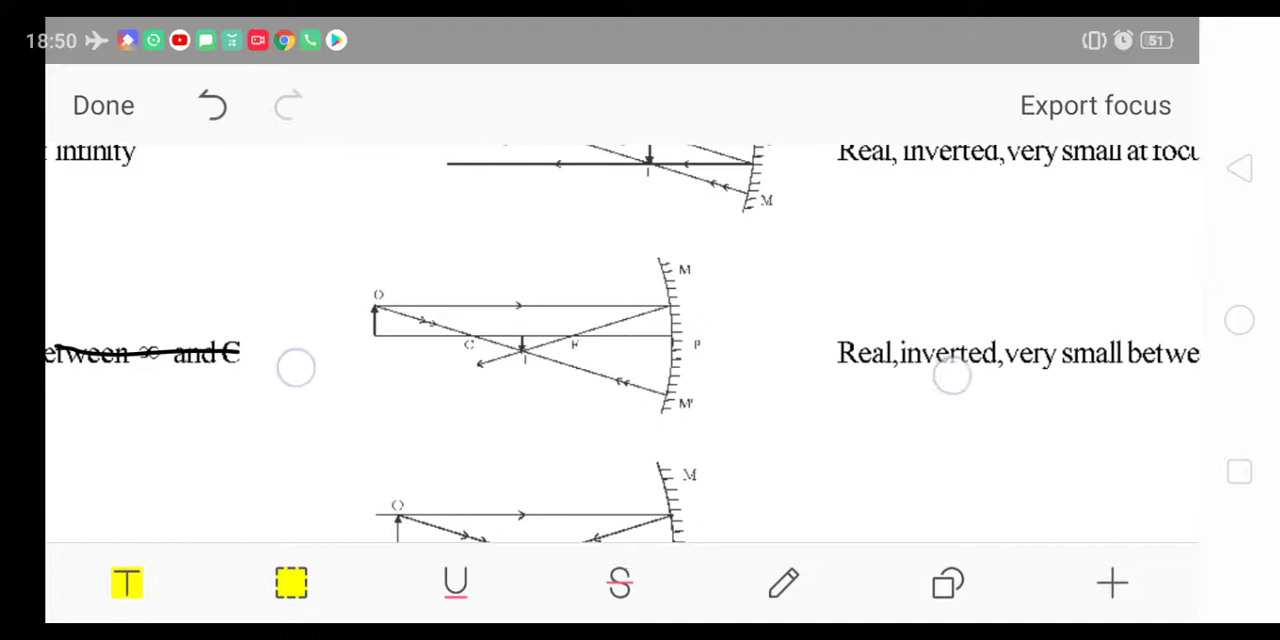 18:50
51
Done
Export focus
infinity
Real, inverted, very small at focu
I
M
O
M
C
F
P
etween ∞ and C
Real,inverted,very small betwe
I
M'
M
O
T
U
S